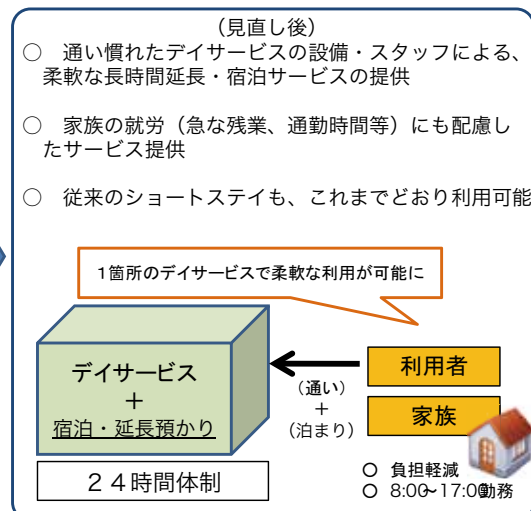 （見直し後）
○　通い慣れたデイサービスの設備・スタッフによる、
柔軟な長時間延長・宿泊サービスの提供
○　家族の就労（急な残業、通勤時間等）にも配慮し
たサービス提供
○　従来のショートステイも、これまでどおり利用可能
1箇所のデイサービスで柔軟な利用が可能に
デイサービス
＋
宿泊・延長預かり
２４時間体制
（通い）
＋
（泊まり）
利用者
家族
○ 負担軽減
○ 8:00～17:00勤務